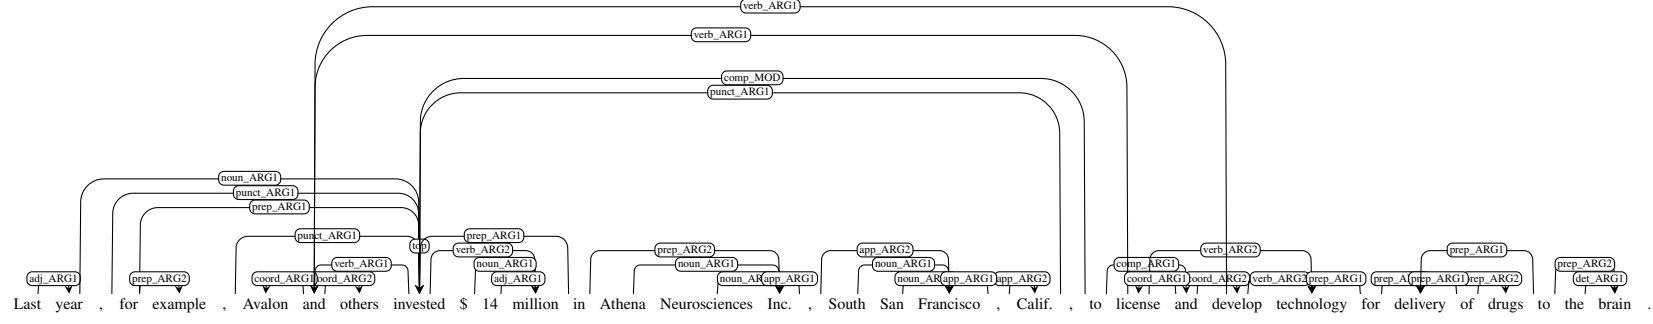 verb_ARG1
verb_ARG1
comp_MOD
punct_ARG1
noun_ARG1
punct_ARG1
prep_ARG1
punct_ARG1 top prep_ARG1
verb_ARG2 prep_ARG2 app_ARG2 verb_ARG2 prep_ARG1
verb_ARG1 noun_ARG1 noun_ARG1 noun_ARG1 comp_ARG1 prep_ARG2
adj_ARG1 prep_ARG2 coord_ARG1 coord_ARG2 adj_ARG1 app_ARG1 app_ARG1 app_ARG2 coord_ARG1 coord_ARG2 verb_ARG2 prep_ARG1 prep_ARG1 det_ARG1
Last year , for example , Avalon and others invested $ 14 million in Athena Neurosciences Inc. , South San Francisco , Calif. , to license and develop technology for delivery of drugs to the brain .